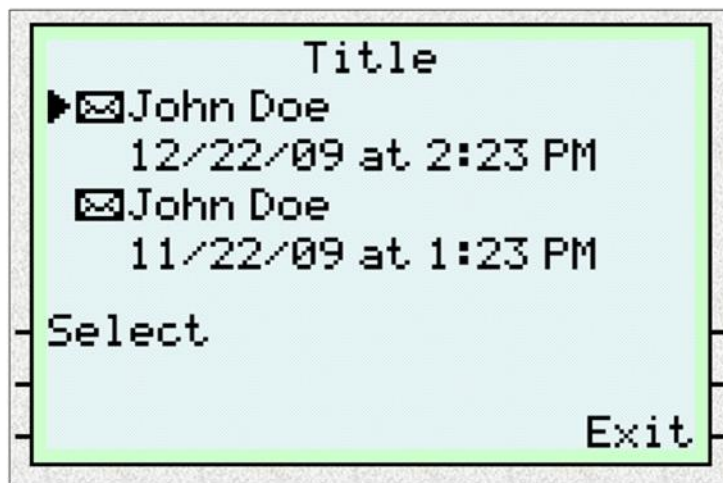 Title
John Doe
12/22/09 at 2:23 PM
John Doe
11/22/09 at 1:23 PM
Select
Exit